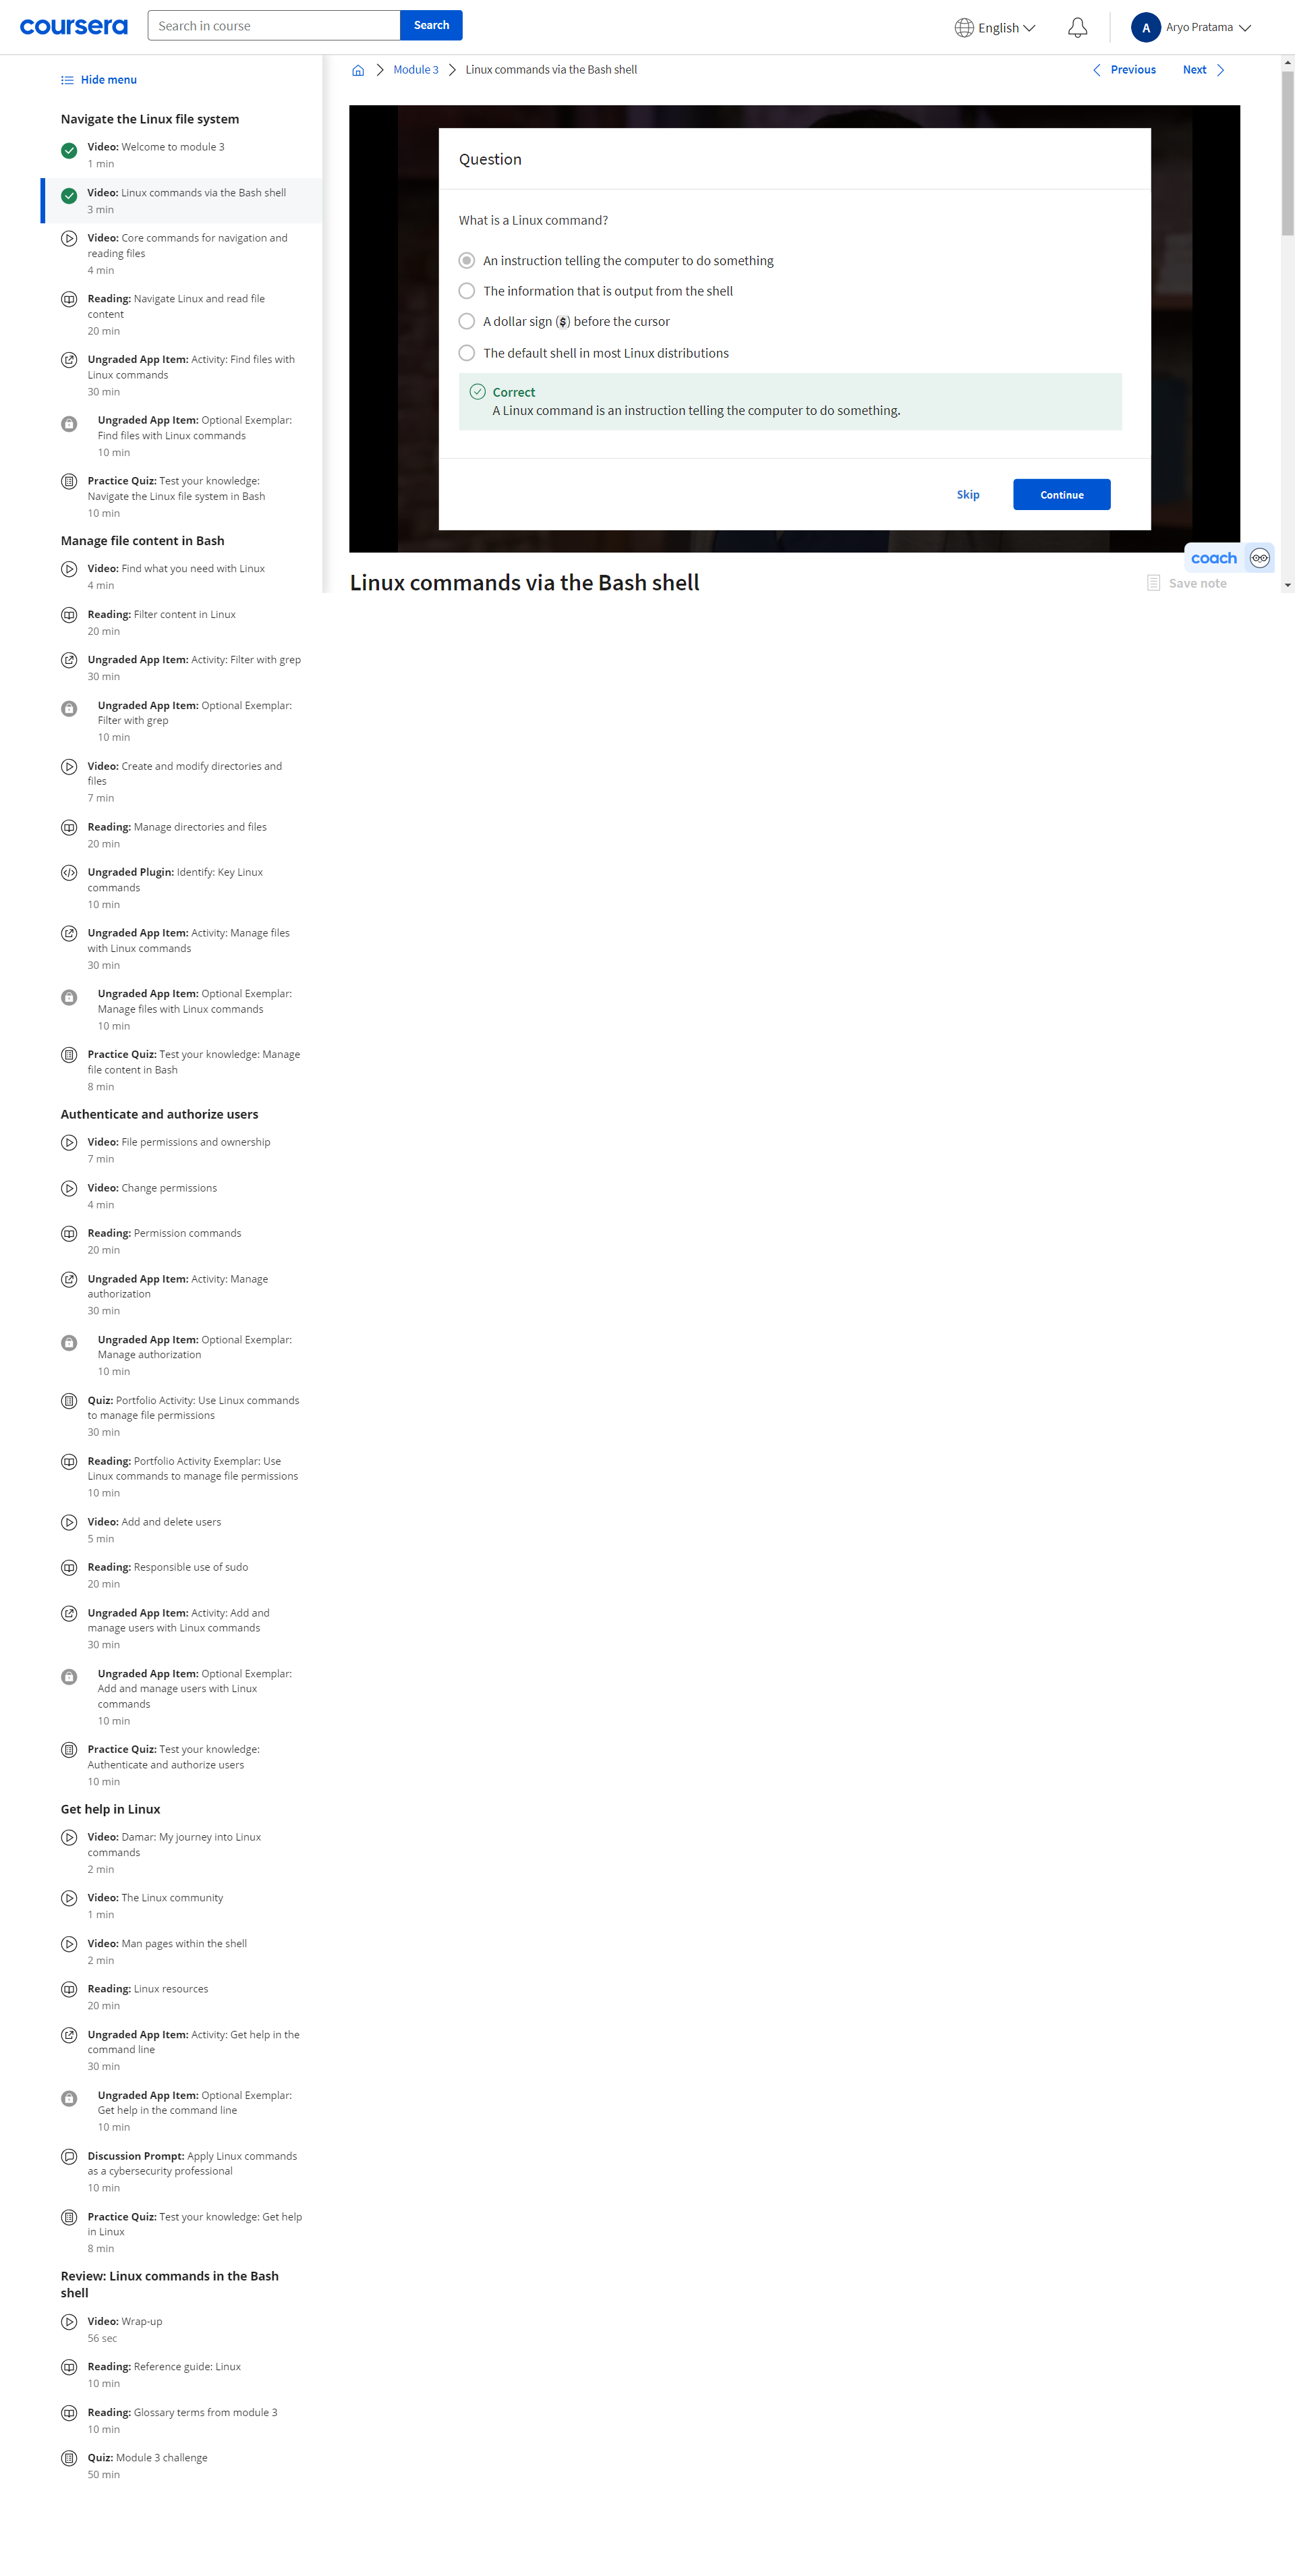 coursera
Search in course
Search
English
A
Aryo Pratama
Hide menu
Navigate the Linux file system
Video: Welcome to module 3
1 min
Video: Linux commands via the Bash shell
3 min
Video: Core commands for navigation and
reading files
4 min
Reading: Navigate Linux and read file
content
20 min
Ungraded App Item: Activity: Find files with
Linux commands
30 min
Ungraded App Item: Optional Exemplar:
Find files with Linux commands
10 min
Practice Quiz: Test your knowledge:
Navigate the Linux file system in Bash
10 min
Manage file content in Bash
Video: Find what you need with Linux
4 min
Reading: Filter content in Linux
20 min
Ungraded App Item: Activity: Filter with grep
30 min
Ungraded App Item: Optional Exemplar:
Filter with grep
10 min
Video: Create and modify directories and
files
7 min
Reading: Manage directories and files
20 min
Ungraded Plugin: Identify: Key Linux
commands
10 min
Ungraded App Item: Activity: Manage files
with Linux commands
30 min
Ungraded App Item: Optional Exemplar:
Manage files with Linux commands
10 min
Practice Quiz: Test your knowledge: Manage
file content in Bash
8 min
Authenticate and authorize users
Video: File permissions and ownership
7 min
Video: Change permissions
4 min
Reading: Permission commands
20 min
Ungraded App Item: Activity: Manage
authorization
30 min
Ungraded App Item: Optional Exemplar:
Manage authorization
10 min
Quiz: Portfolio Activity: Use Linux commands
to manage file permissions
30 min
Reading: Portfolio Activity Exemplar: Use
Linux commands to manage file permissions
10 min
Video: Add and delete users
5 min
Reading: Responsible use of sudo
20 min
Ungraded App Item: Activity: Add and
manage users with Linux commands
30 min
Ungraded App Item: Optional Exemplar:
Add and manage users with Linux
commands
10 min
Practice Quiz: Test your knowledge:
Authenticate and authorize users
10 min
Get help in Linux
Video: Damar: My journey into Linux
commands
2 min
Video: The Linux community
1 min
Video: Man pages within the shell
2 min
Reading: Linux resources
20 min
Ungraded App Item: Activity: Get help in the
command line
30 min
Ungraded App Item: Optional Exemplar:
Get help in the command line
10 min
Discussion Prompt: Apply Linux commands
as a cybersecurity professional
10 min
Practice Quiz: Test your knowledge: Get help
in Linux
8 min
Review: Linux commands in the Bash
shell
Video: Wrap-up
56 sec
Reading: Reference guide: Linux
10 min
Reading: Glossary terms from module 3
10 min
Quiz: Module 3 challenge
50 min
Module 3
Linux commands via the Bash shell
Previous
Next
Question
What is a Linux command?
An instruction telling the computer to do something
The information that is output from the shell
A dollar sign ($) before the cursor
The default shell in most Linux distributions
Correct
A Linux command is an instruction telling the computer to do something.
Skip
Continue
coach
Linux commands via the Bash shell
Save note